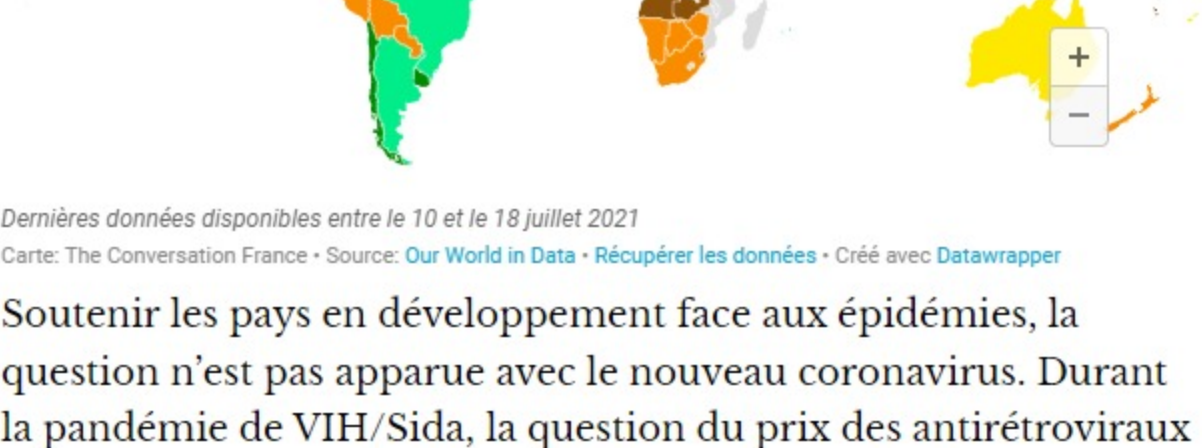 +
−
Dernières données disponibles entre le 10 et le 18 juillet 2021
Carte: The Conversation France • Source: Our World in Data • Récupérer les données • Créé avec Datawrapper
Soutenir les pays en développement face aux épidémies, la
question n’est pas apparue avec le nouveau coronavirus. Durant
la pandémie de VIH/Sida, la question du prix des antirétroviraux